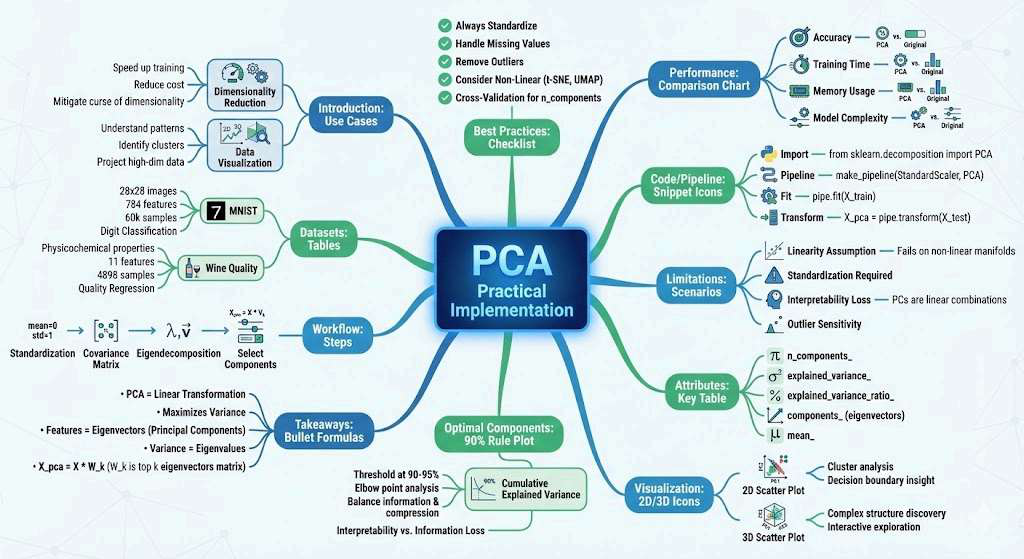 PCA
Practical
Implementation
Introduction:
Use Cases
Dimensionality
Reduction
Speed up training
Reduce cost
Mitigate curse of dimensionality
2D 3D
Data
Visualization
Understand patterns
Identify clusters
Project high-dim data
Datasets:
Tables
7 MNIST
28x28 images
784 features
60k samples
Digit Classification
Wine Quality
Physicochemical properties
11 features
4898 samples
Quality Regression
Workflow:
Steps
mean=0
std=1
Standardization
Covariance
Matrix
λ, v⃗
Eigendecomposition
Select
Components
Takeaways:
Bullet Formulas
• PCA = Linear Transformation
• Maximizes Variance
• Features = Eigenvectors (Principal Components)
• Variance = Eigenvalues
• X_pca = X * W_k (W_k is top k eigenvectors matrix)
Always Standardize
Handle Missing Values
Remove Outliers
Consider Non-Linear (t-SNE, UMAP)
Cross-Validation for n_components
Best Practices:
Checklist
Optimal Components:
90% Rule Plot
90%
Cumulative
Explained Variance
Threshold at 90-95%
Elbow point analysis
Balance information &
compression
Interpretability vs. Information Loss
Performance:
Comparison Chart
Accuracy
PCA vs. Original
Training Time
PCA vs. Original
Memory Usage
PCA vs. Original
Model Complexity
PCA vs. Original
Code/Pipeline:
Snippet Icons
Import — from sklearn.decomposition import PCA
Pipeline — make_pipeline(StandardScaler, PCA)
Fit — pipe.fit(X_train)
Transform — X_pca = pipe.transform(X_test)
Limitations:
Scenarios
Linearity Assumption — Fails on non-linear manifolds
Standardization Required
Interpretability Loss — PCs are linear combinations
Outlier Sensitivity
Attributes:
Key Table
π n_components_
σ² explained_variance_
% explained_variance_ratio_
components_ (eigenvectors)
μ mean_
Visualization:
2D/3D Icons
2D Scatter Plot
Cluster analysis
Decision boundary insight
3D Scatter Plot
Complex structure discovery
Interactive exploration